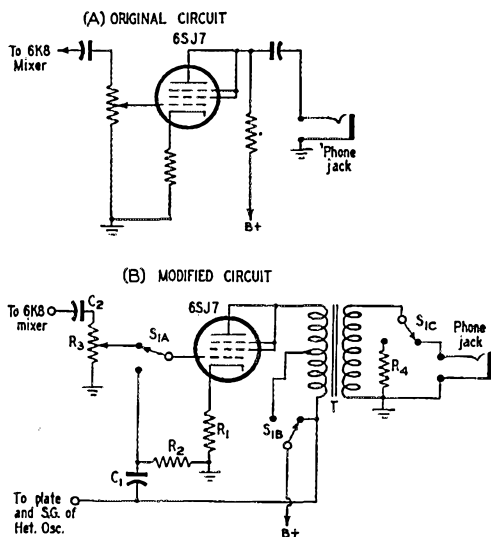 (A) ORIGINAL CIRCUIT
6SJ7
To 6K8
Mixer
'Phone
jack
B+
(B) MODIFIED CIRCUIT
6SJ7
To 6K8
mixer
C2
R3
S1A
S1C
Phone
jack
R4
T
R1
S1B
R2
C1
To plate
and S.G. of
Het. Osc.
B+